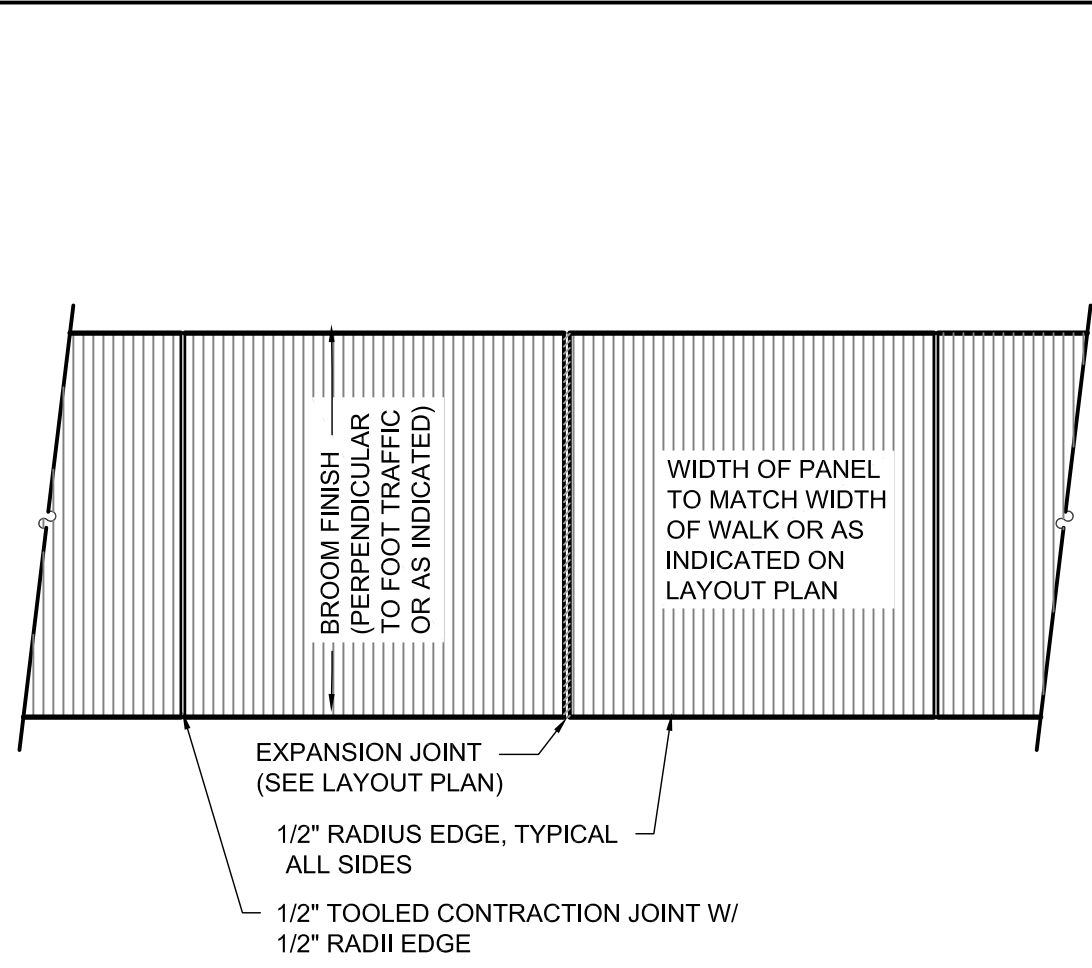 BROOM FINISH
(PERPENDICULAR
TO FOOT TRAFFIC
OR AS INDICATED)
WIDTH OF PANEL
TO MATCH WIDTH
OF WALK OR AS
INDICATED ON
LAYOUT PLAN
EXPANSION JOINT
(SEE LAYOUT PLAN)
1/2" RADIUS EDGE, TYPICAL
ALL SIDES
1/2" TOOLED CONTRACTION JOINT W/
1/2" RADII EDGE